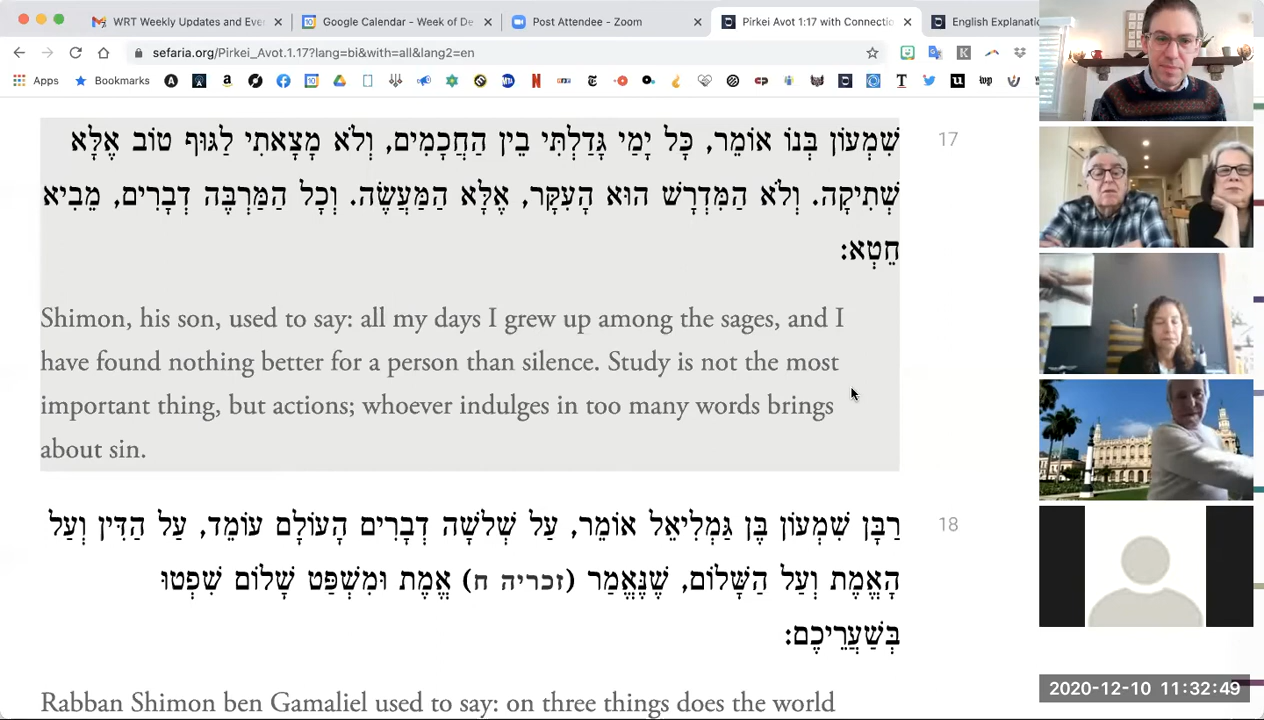 WRT Weekly Updates and Ever
Google Calendar - Week of De
Post Attendee - Zoom
Pirkei Avot 1:17 with Connectio
English Explanatio
sefaria.org/Pirkei_Avot.1.17?lang=bi&with=all&lang2=en
Apps
Bookmarks
שִׁמְעוֹן בְּנוֹ אוֹמֵר, כָּל יָמַי גָּדַלְתִּי בֵין הַחֲכָמִים, וְלֹא מָצָאתִי לַגּוּף טוֹב אֶלָּא
שְׁתִיקָה. וְלֹא הַמִּדְרָשׁ הוּא הָעִקָּר, אֶלָּא הַמַּעֲשֶׂה. וְכָל הַמַּרְבֶּה דְבָרִים, מֵבִיא
חֵטְא:
17
Shimon, his son, used to say: all my days I grew up among the sages, and I
have found nothing better for a person than silence. Study is not the most
important thing, but actions; whoever indulges in too many words brings
about sin.
רַבָּן שִׁמְעוֹן בֶּן גַּמְלִיאֵל אוֹמֵר, עַל שְׁלשָׁה דְבָרִים הָעוֹלָם עוֹמֵד, עַל הַדִּין וְעַל
הָאֱמֶת וְעַל הַשָּׁלוֹם, שֶׁנֶּאֱמַר (זכריה ח) אֱמֶת וּמִשְׁפַּט שָׁלוֹם שִׁפְטוּ
בְּשַׁעֲרֵיכֶם:
18
Rabban Shimon ben Gamaliel used to say: on three things does the world
2020-12-10 11:32:49